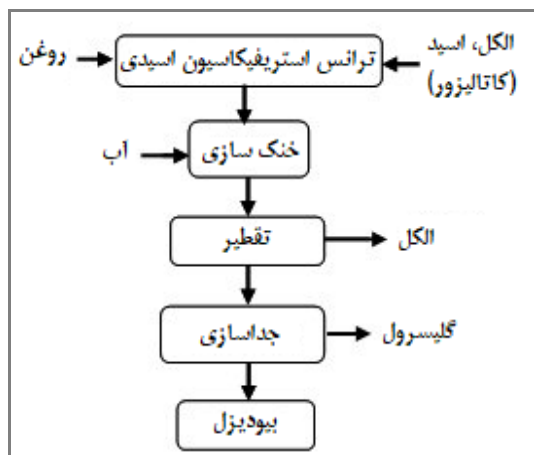 الکل، اسید
(کاتالیزور)
ترانس استریفیکاسیون اسیدی
روغن
خنک سازی
آب
تقطیر
الکل
جداسازی
گلیسرول
بیودیزل